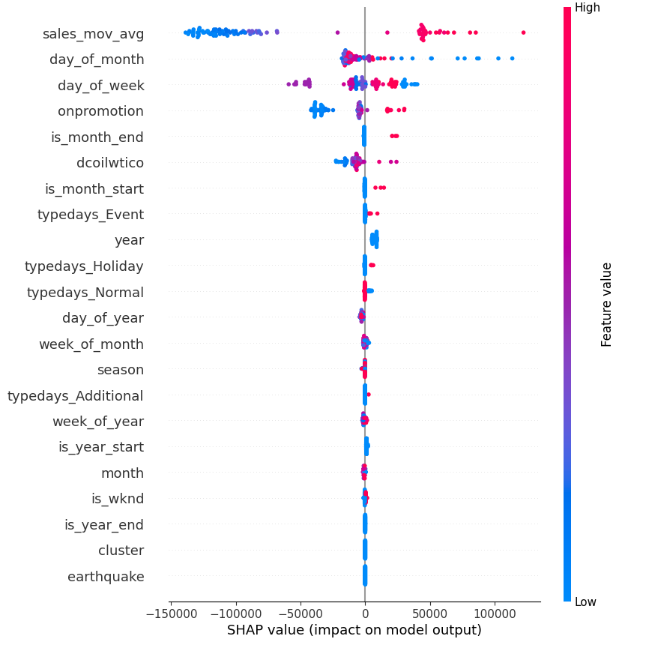 High
sales_mov_avg
day_of_month
day_of_week
onpromotion
is_month_end
dcoilwtico
is_month_start
typedays_Event
year
typedays_Holiday
typedays_Normal
day_of_year
week_of_month
season
typedays_Additional
week_of_year
is_year_start
month
is_wknd
is_year_end
cluster
earthquake
Feature value
Low
−150000 −100000 −50000 0 50000 100000
SHAP value (impact on model output)